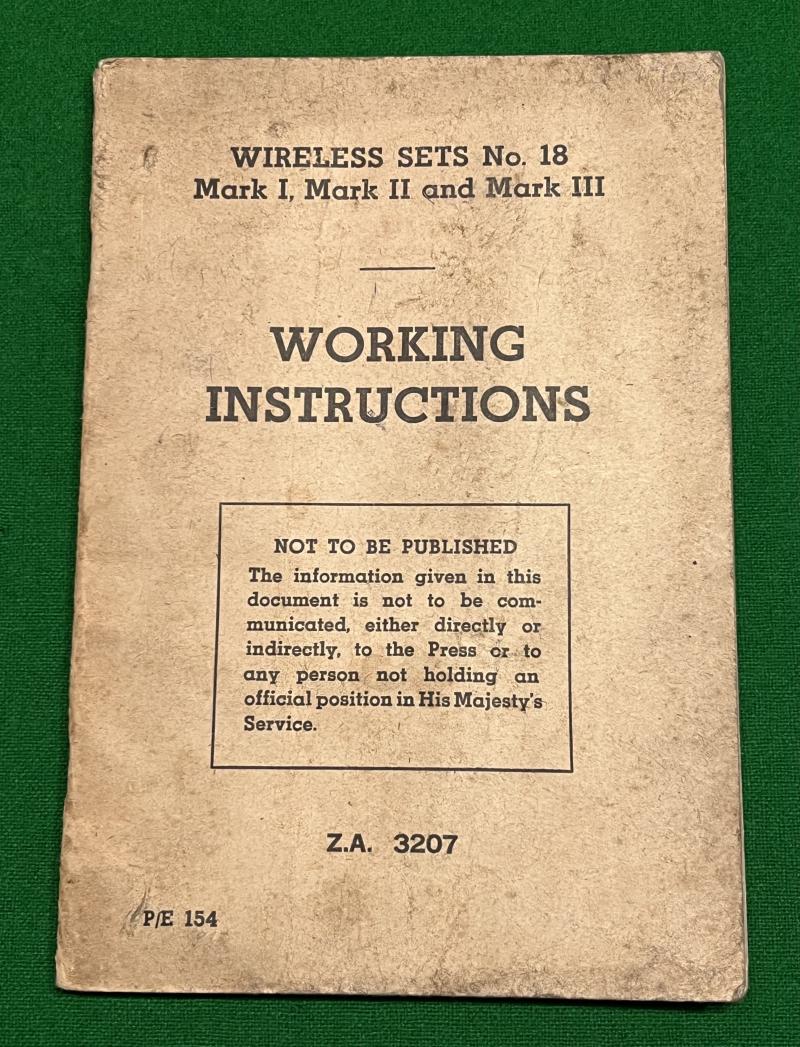 WIRELESS SETS No. 18
Mark I, Mark II and Mark III
WORKING
INSTRUCTIONS
NOT TO BE PUBLISHED
The information given in this
document is not to be com-
municated, either directly or
indirectly, to the Press or to
any person not holding an
official position in His Majesty's
Service.
Z.A. 3207
P/E 154